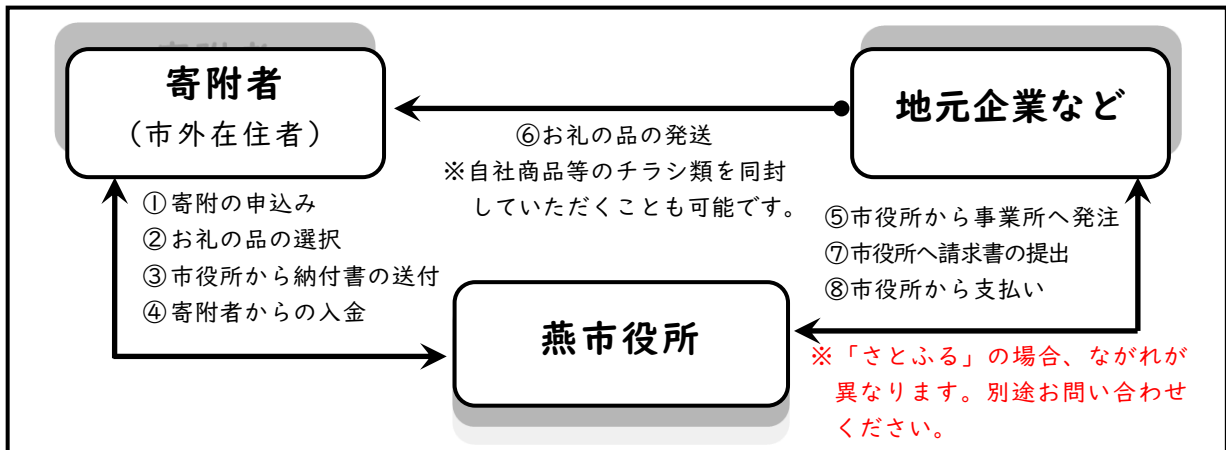 寄附者
（市外在住者）
地元企業など
⑥お礼の品の発送
※自社商品等のチラシ類を同封
していただくことも可能です。
①寄附の申込み
②お礼の品の選択
③市役所から納付書の送付
④寄附者からの入金
⑤市役所から事業所へ発注
⑦市役所へ請求書の提出
⑧市役所から支払い
燕市役所
※「さとふる」の場合、ながれが
異なります。別途お問い合わせ
ください。